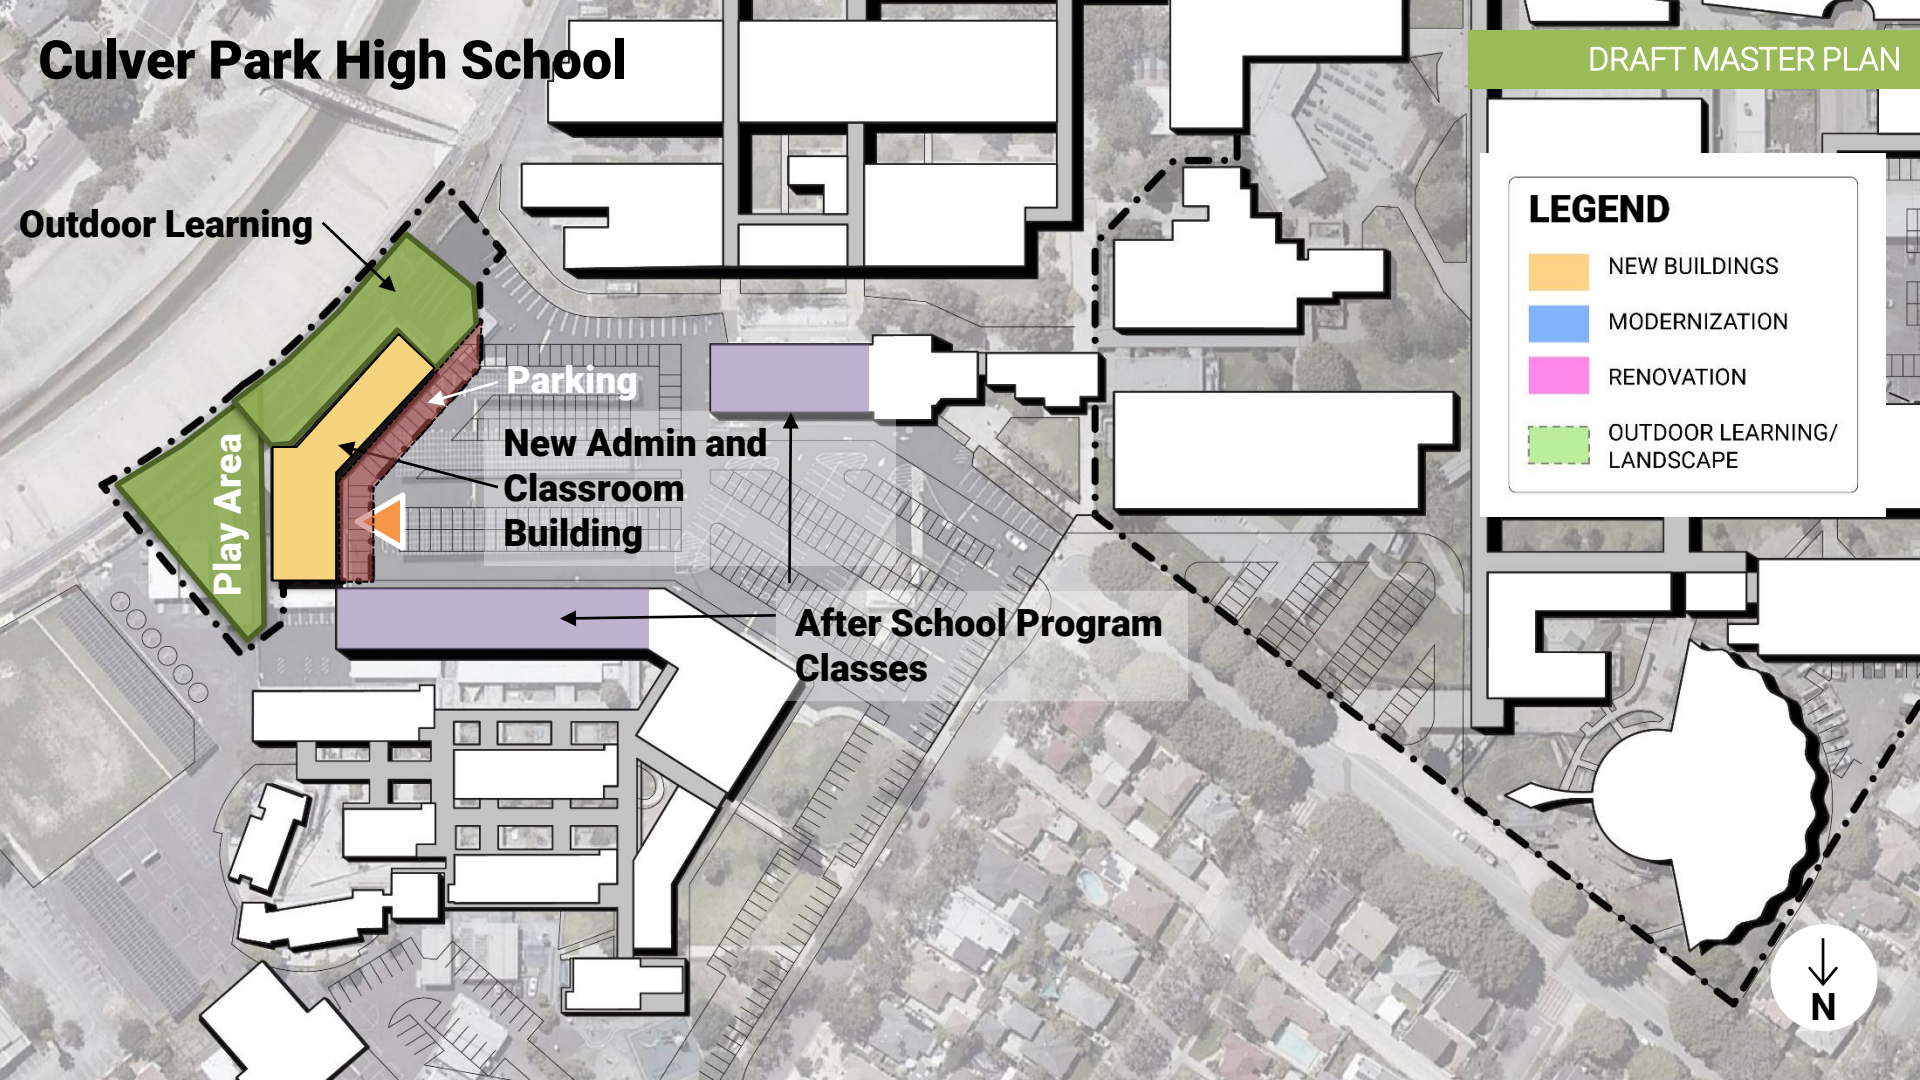 Culver Park High School
DRAFT MASTER PLAN
Outdoor Learning
Parking
New Admin and
Classroom
Building
Play Area
After School Program
Classes
LEGEND
NEW BUILDINGS
MODERNIZATION
RENOVATION
OUTDOOR LEARNING/
LANDSCAPE
N